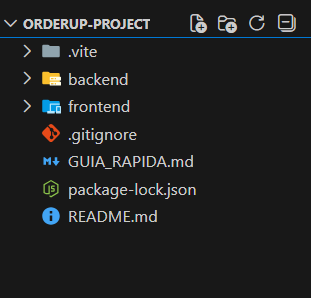 ORDERUP-PROJECT
.vite
backend
frontend
.gitignore
GUIA_RAPIDA.md
package-lock.json
README.md